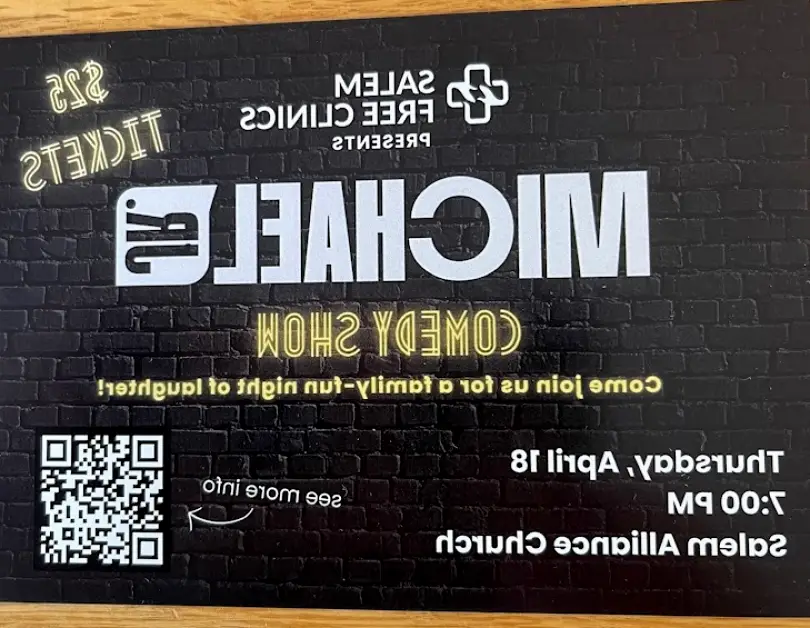 SALEM
FREE CLINICS
PRESENTS
$25
TICKETS
MICHAEL JR.
COMEDY SHOW
Come join us for a family-fun night of laughter!
Thursday, April 18
7:00 PM
Salem Alliance Church
see more info